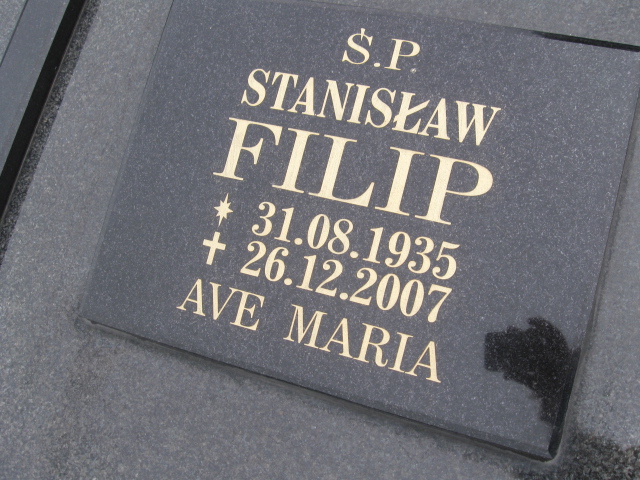 Ś.P.
STANISŁAW
FILIP
31.08.1935
26.12.2007
AVE MARIA